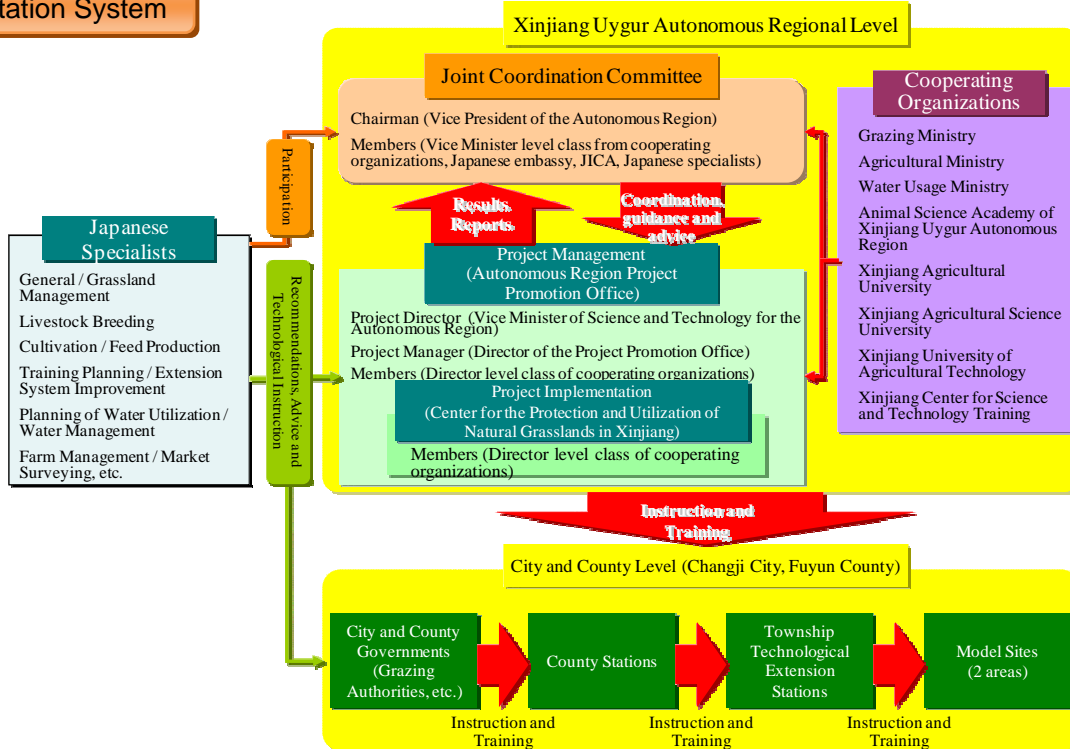 tation System
Xinjiang Uygur Autonomous Regional Level
Joint Coordination Committee
Chairman (Vice President of the Autonomous Region)
Members (Vice Minister level class from cooperating
organizations, Japanese embassy, JICA, Japanese specialists)
Cooperating
Organizations
Grazing Ministry
Agricultural Ministry
Water Usage Ministry
Animal Science Academy of
Xinjiang Uygur Autonomous
Region
Xinjiang Agricultural
University
Xinjiang Agricultural Science
University
Xinjiang University of
Agricultural Technology
Xinjiang Center for Science
and Technology Training
Participation
Results
Reports
Coordination,
guidance and
advice
Japanese
Specialists
General / Grassland
Management
Livestock Breeding
Cultivation / Feed Production
Training Planning / Extension
System Improvement
Planning of Water Utilization /
Water Management
Farm Management / Market
Surveying, etc.
Recommendations, Advice and
Technological Instruction
Project Management
(Autonomous Region Project
Promotion Office)
Project Director (Vice Minister of Science and Technology for the
Autonomous Region)
Project Manager (Director of the Project Promotion Office)
Members (Director level class of cooperating organizations)
Project Implementation
(Center for the Protection and Utilization of
Natural Grasslands in Xinjiang)
Members (Director level class of cooperating
organizations)
Instruction and
Training
City and County Level (Changji City, Fuyun County)
City and County
Governments
(Grazing
Authorities, etc.)
County Stations
Township
Technological
Extension
Stations
Model Sites
(2 areas)
Instruction and
Training
Instruction and
Training
Instruction and
Training